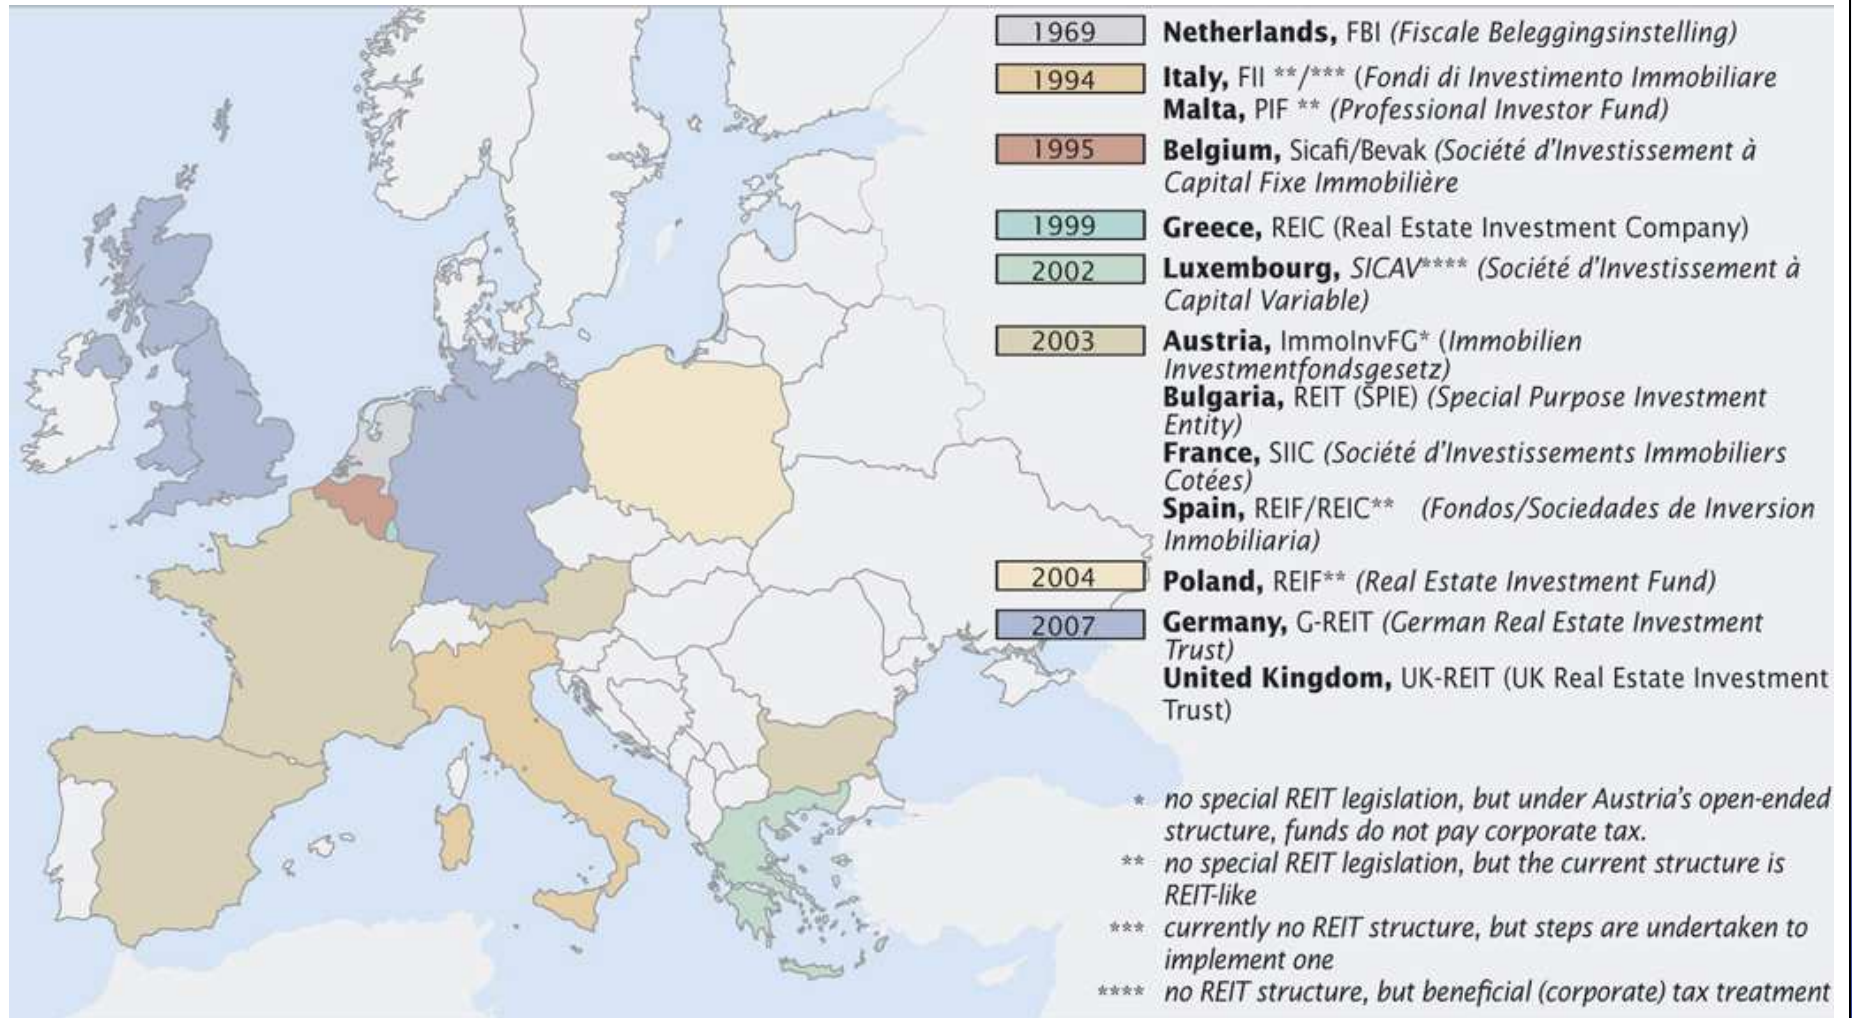 1969 Netherlands, FBI (Fiscale Beleggingsinstelling)
1994 Italy, FII **/*** (Fondi di Investimento Immobiliare
Malta, PIF ** (Professional Investor Fund)
1995 Belgium, Sicafi/Bevak (Société d'Investissement à
Capital Fixe Immobilière
1999 Greece, REIC (Real Estate Investment Company)
2002 Luxembourg, SICAV**** (Société d'Investissement à
Capital Variable)
2003 Austria, ImmoInvFG* (Immobilien
Investmentfondsgesetz)
Bulgaria, REIT (SPIE) (Special Purpose Investment
Entity)
France, SIIC (Société d'Investissements Immobiliers
Cotées)
Spain, REIF/REIC** (Fondos/Sociedades de Inversion
Inmobiliaria)
2004 Poland, REIF** (Real Estate Investment Fund)
2007 Germany, G-REIT (German Real Estate Investment
Trust)
United Kingdom, UK-REIT (UK Real Estate Investment
Trust)
* no special REIT legislation, but under Austria's open-ended
structure, funds do not pay corporate tax.
** no special REIT legislation, but the current structure is
REIT-like
*** currently no REIT structure, but steps are undertaken to
implement one
**** no REIT structure, but beneficial (corporate) tax treatment